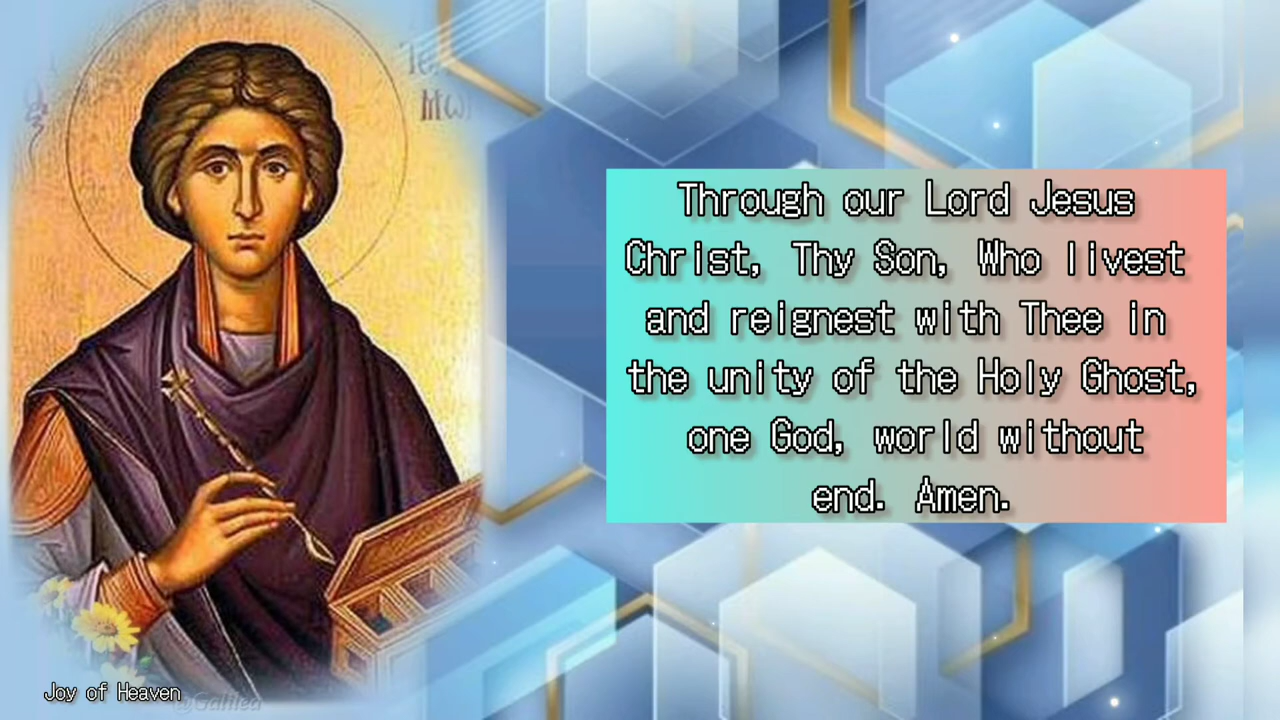 Through our Lord Jesus
Christ, Thy Son, Who livest
and reignest with Thee in
the unity of the Holy Ghost,
one God, world without
end. Amen.
Joy of Heaven
@Galilea